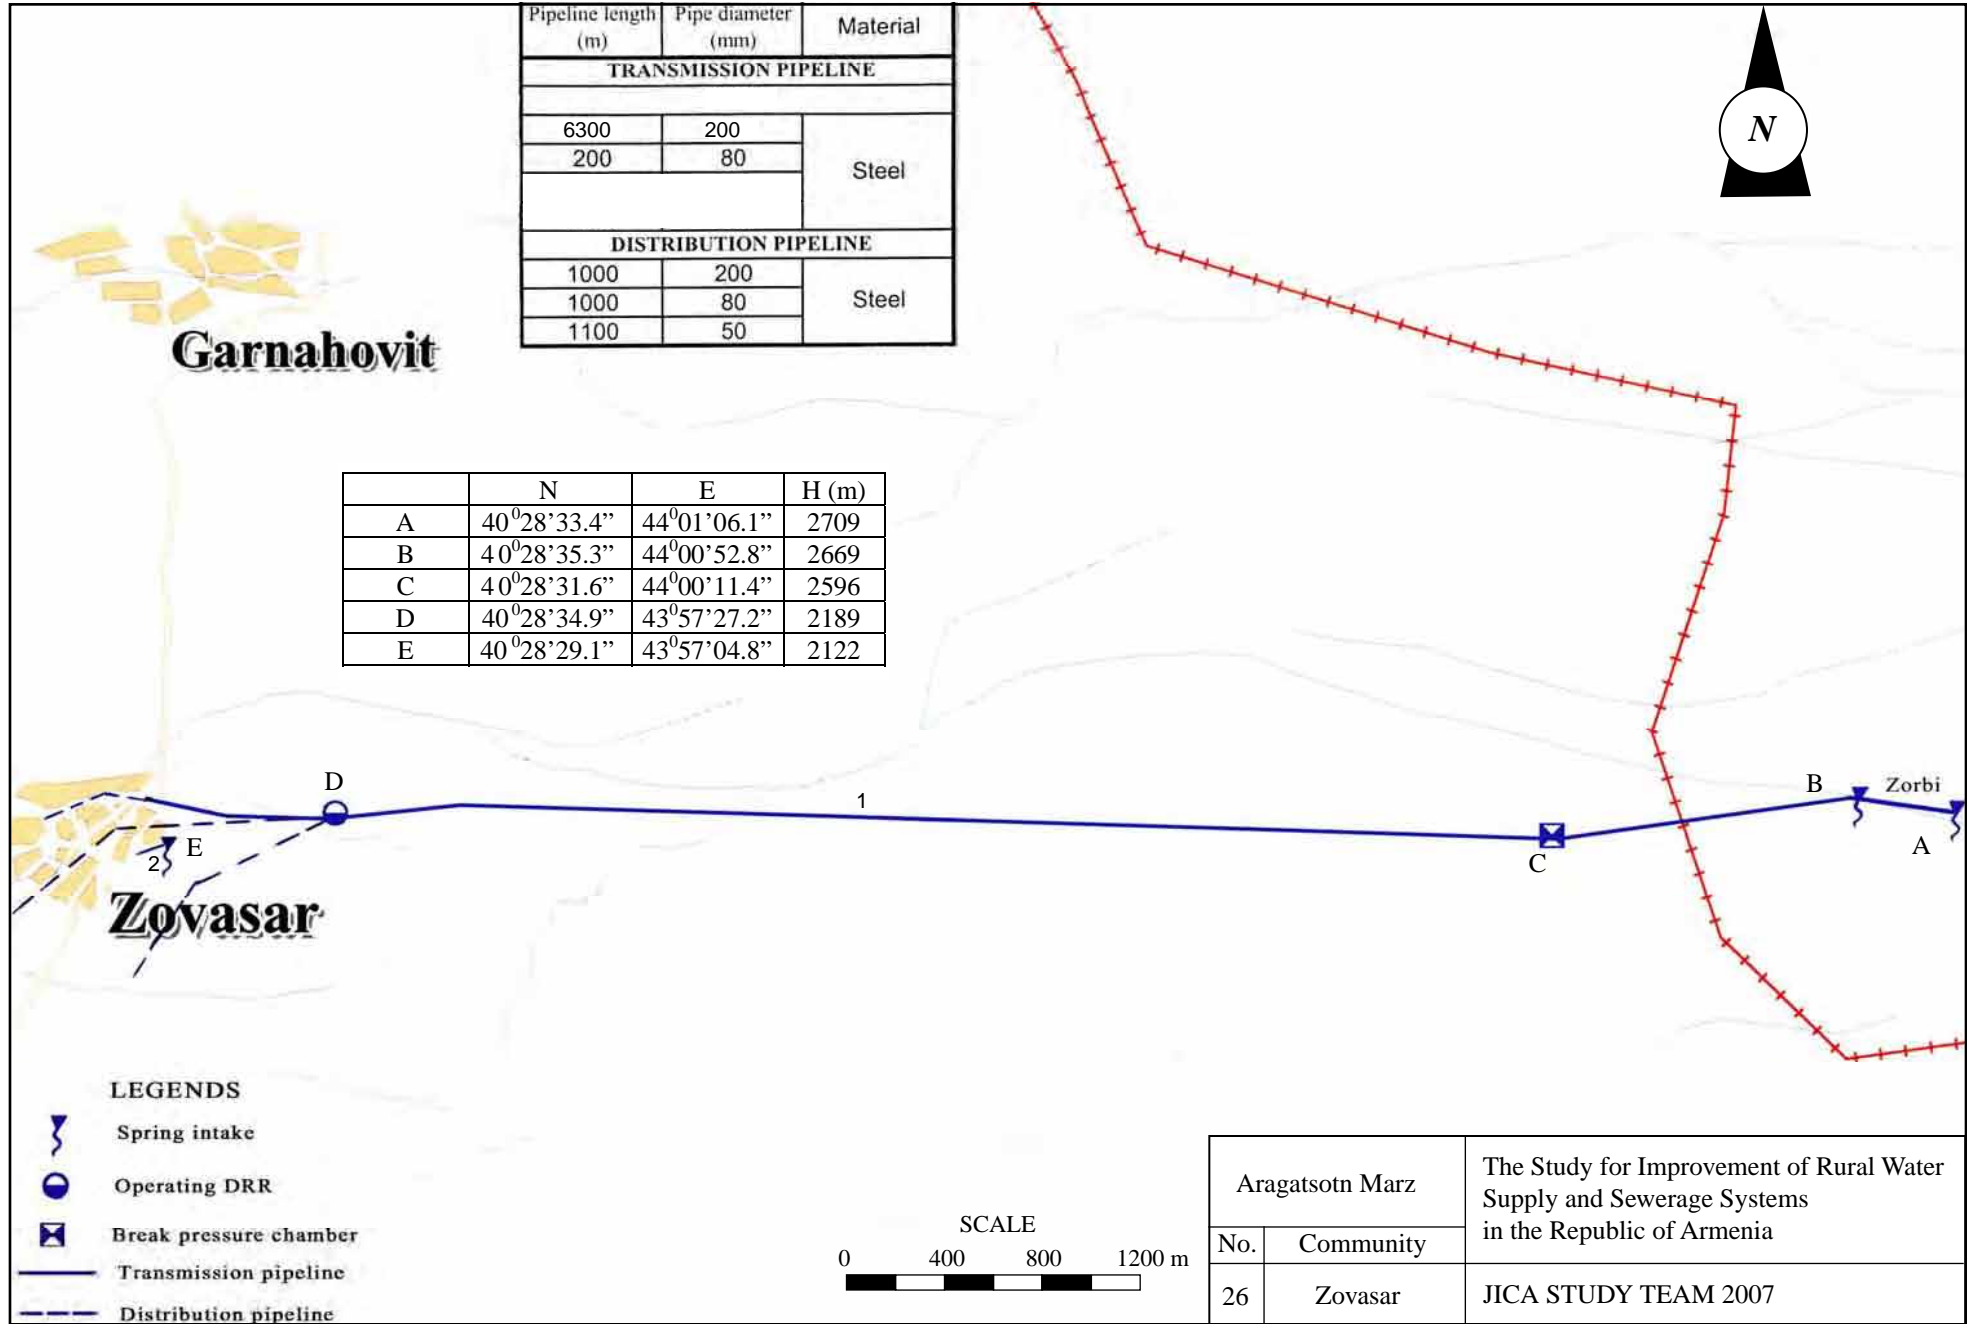 Pipeline length (m) Pipe diameter (mm) Material
TRANSMISSION PIPELINE
6300 200 Steel
200 80
DISTRIBUTION PIPELINE
1000 200 Steel
1000 80
1100 50
N
Garnahovit
N E H (m)
A 40⁰28’33.4” 44⁰01’06.1” 2709
B 40⁰28’35.3” 44⁰00’52.8” 2669
C 40⁰28’31.6” 44⁰00’11.4” 2596
D 40⁰28’34.9” 43⁰57’27.2” 2189
E 40⁰28’29.1” 43⁰57’04.8” 2122
D
1
B
Zorbi
A
C
E
2
Zovasar
LEGENDS
Spring intake
Operating DRR
Break pressure chamber
Transmission pipeline
Distribution pipeline
SCALE
0 400 800 1200 m
Aragatsotn Marz
The Study for Improvement of Rural Water
Supply and Sewerage Systems
in the Republic of Armenia
No. Community
26 Zovasar
JICA STUDY TEAM 2007